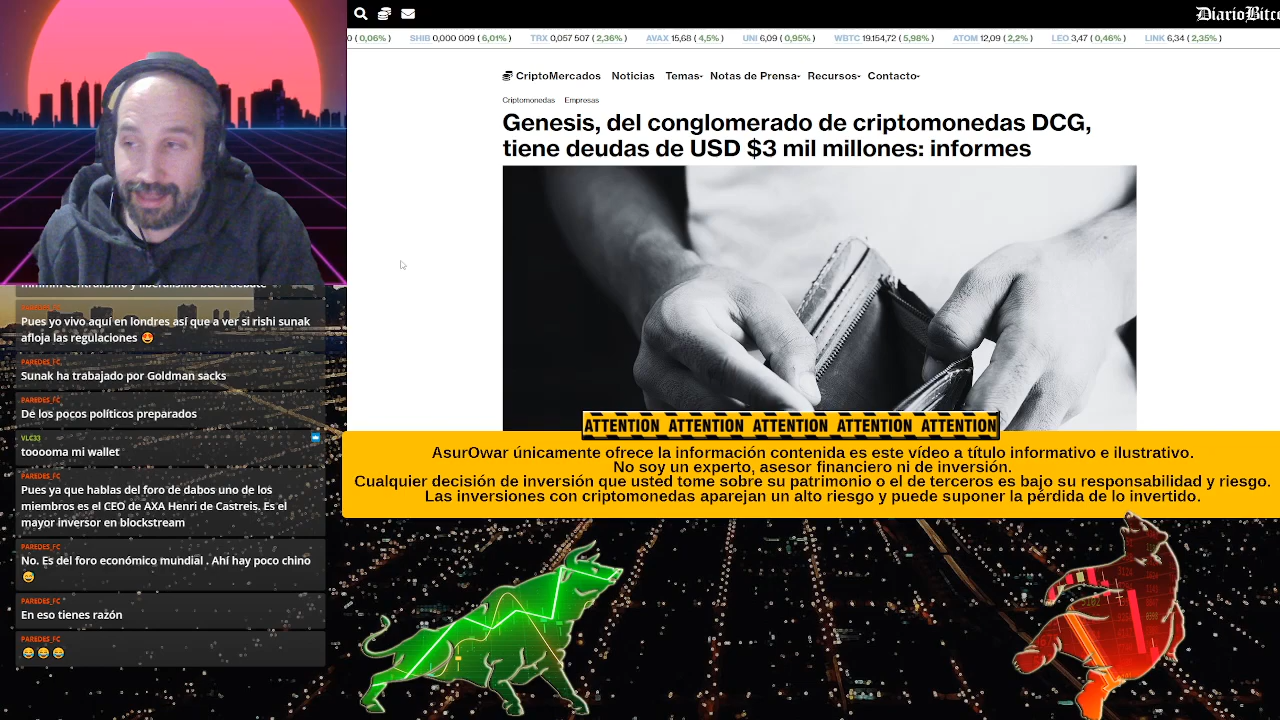 DiarioBitco
0 ( 0,06% ) SHIB 0,000 009 ( 6,01% ) TRX 0,057 507 ( 2,36% ) AVAX 15,68 ( 4,5% ) UNI 6,09 ( 0,95% ) WBTC 19.154,72 ( 5,98% ) ATOM 12,09 ( 2,2% ) LEO 3,47 ( 0,46% ) LINK 6,34 ( 2,35% )
CriptoMercados Noticias Temas Notas de Prensa Recursos Contacto
Criptomonedas Empresas
Genesis, del conglomerado de criptomonedas DCG,
tiene deudas de USD $3 mil millones: informes
centralismo y liberalismo buen debate
PAREDES_FC
Pues yo vivo aquí en londres así que a ver si rishi sunak
afloja las regulaciones 🤩
PAREDES_FC
Sunak ha trabajado por Goldman sacks
PAREDES_FC
De los pocos políticos preparados
VLC33
tooooma mi wallet
PAREDES_FC
Pues ya que hablas del foro de dabos uno de los
miembros es el CEO de AXA Henri de Castreis. Es el
mayor inversor en blockstream
PAREDES_FC
No. Es del foro económico mundial . Ahí hay poco chino
😅
PAREDES_FC
En eso tienes razón
PAREDES_FC
😂😂😂
ATTENTION ATTENTION ATTENTION ATTENTION ATTENTION
AsurOwar únicamente ofrece la información contenida es este vídeo a título informativo e ilustrativo.
No soy un experto, asesor financiero ni de inversión.
Cualquier decisión de inversión que usted tome sobre su patrimonio o el de terceros es bajo su responsabilidad y riesgo.
Las inversiones con criptomonedas aparejan un alto riesgo y puede suponer la pérdida de lo invertido.